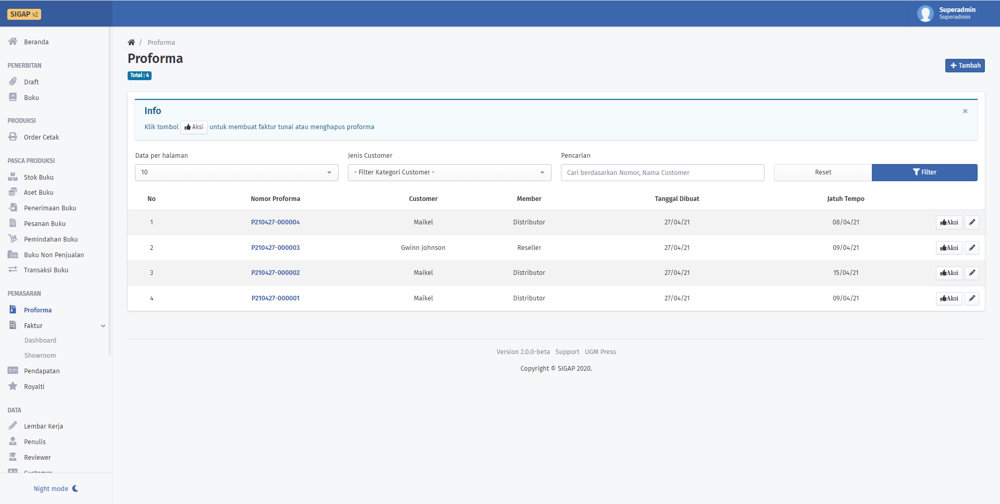 SIGAP v2
Superadmin
Superadmin
Beranda
PENERBITAN
Draft
Buku
PRODUKSI
Order Cetak
PASCA PRODUKSI
Stok Buku
Aset Buku
Penerimaan Buku
Pesanan Buku
Pemindahan Buku
Buku Non Penjualan
Transaksi Buku
PEMASARAN
Proforma
Faktur
Dashboard
Showroom
Pendapatan
Royalti
DATA
Lembar Kerja
Penulis
Reviewer
Customer
Night mode
/ Proforma
Proforma
Total : 4
Tambah
Info
×
Klik tombol Aksi untuk membuat faktur tunai atau menghapus proforma
Data per halaman Jenis Customer Pencarian
10 - Filter Kategori Customer - Cari berdasarkan Nomor, Nama Customer Reset Filter
No Nomor Proforma Customer Member Tanggal Dibuat Jatuh Tempo
1 P210427-000004 Maikel Distributor 27/04/21 08/04/21 Aksi
2 P210427-000003 Gwinn Johnson Reseller 27/04/21 09/04/21 Aksi
3 P210427-000002 Maikel Distributor 27/04/21 15/04/21 Aksi
4 P210427-000001 Maikel Distributor 27/04/21 09/04/21 Aksi
Version 2.0.0-beta Support UGM Press
Copyright © SIGAP 2020.